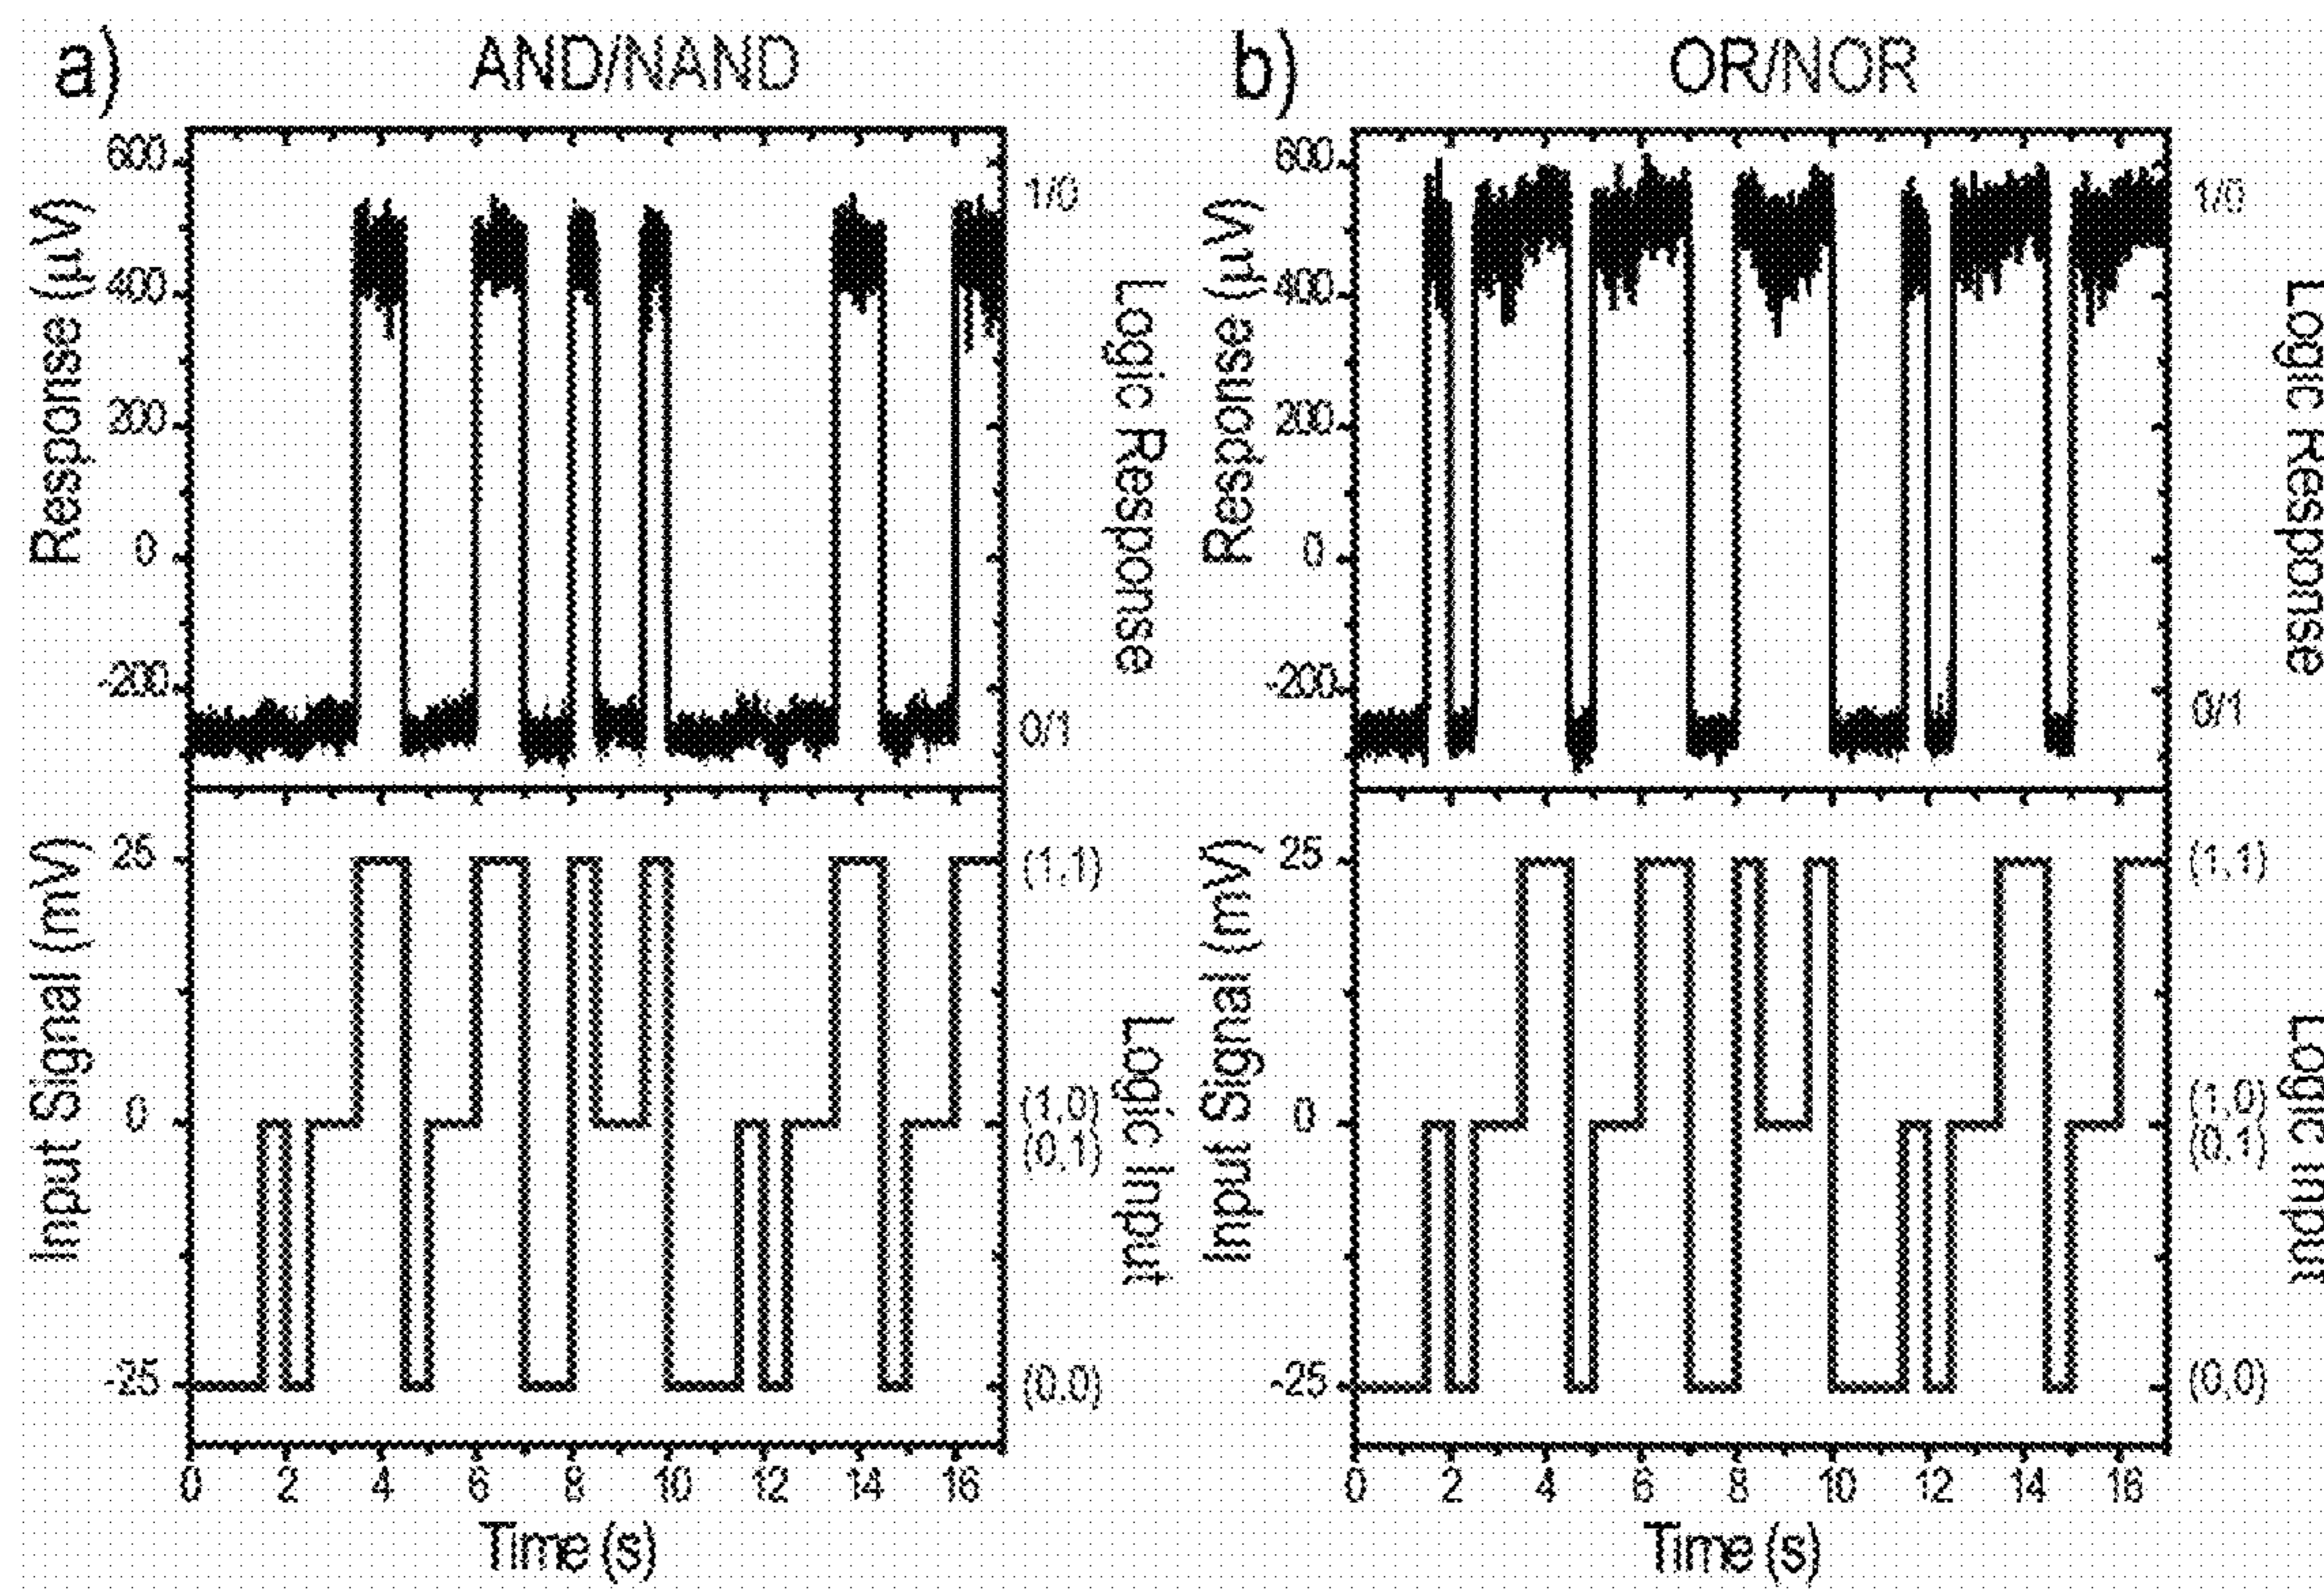 a) AND/NAND
600
400
200
0
-200
Response (µV)
1/0
0/1
Logic Response
25
0
-25
Input Signal (mV)
(1,1)
(1,0)
(0,1)
(0,0)
Logic Input
0 2 4 6 8 10 12 14 16
Time (s)
b) OR/NOR
600
400
200
0
-200
Response (µV)
1/0
0/1
Logic Response
25
0
-25
Input Signal (mV)
(1,1)
(1,0)
(0,1)
(0,0)
Logic Input
0 2 4 6 8 10 12 14 16
Time (s)